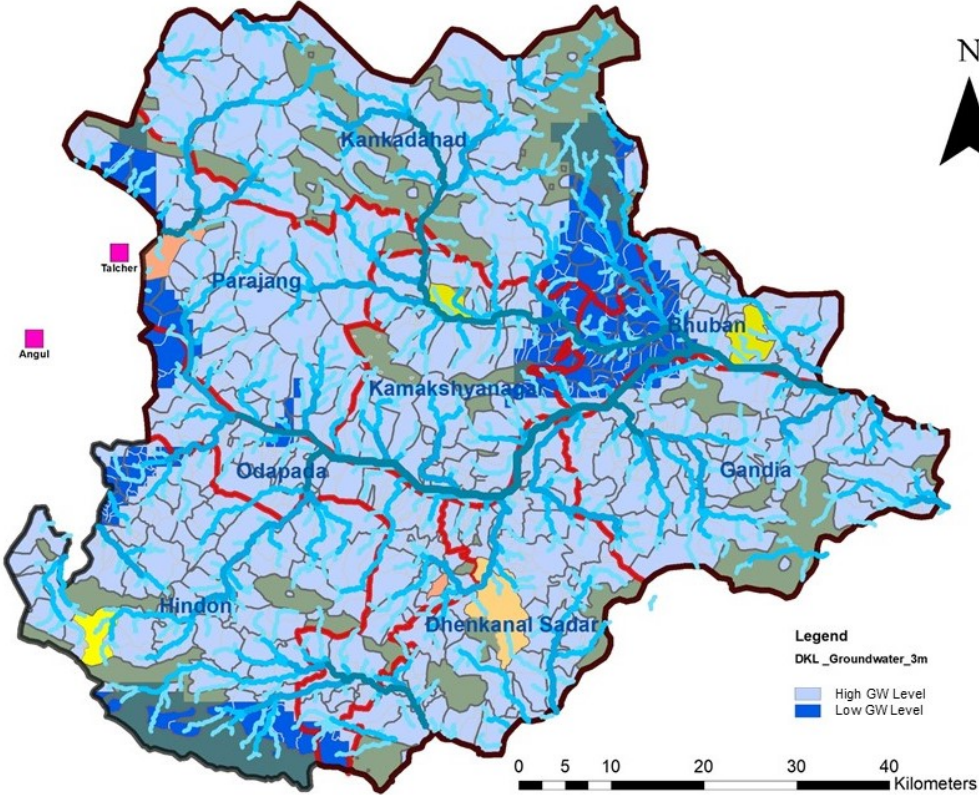 N
Kankadahad
Talcher
Parajang
Bhuban
Angul
Kamakshyanagar
Odapada
Gandia
Hindon
Dhenkanal Sadar
Legend
DKL _Groundwater_3m
High GW Level
Low GW Level
0 5 10 20 30 40
Kilometers